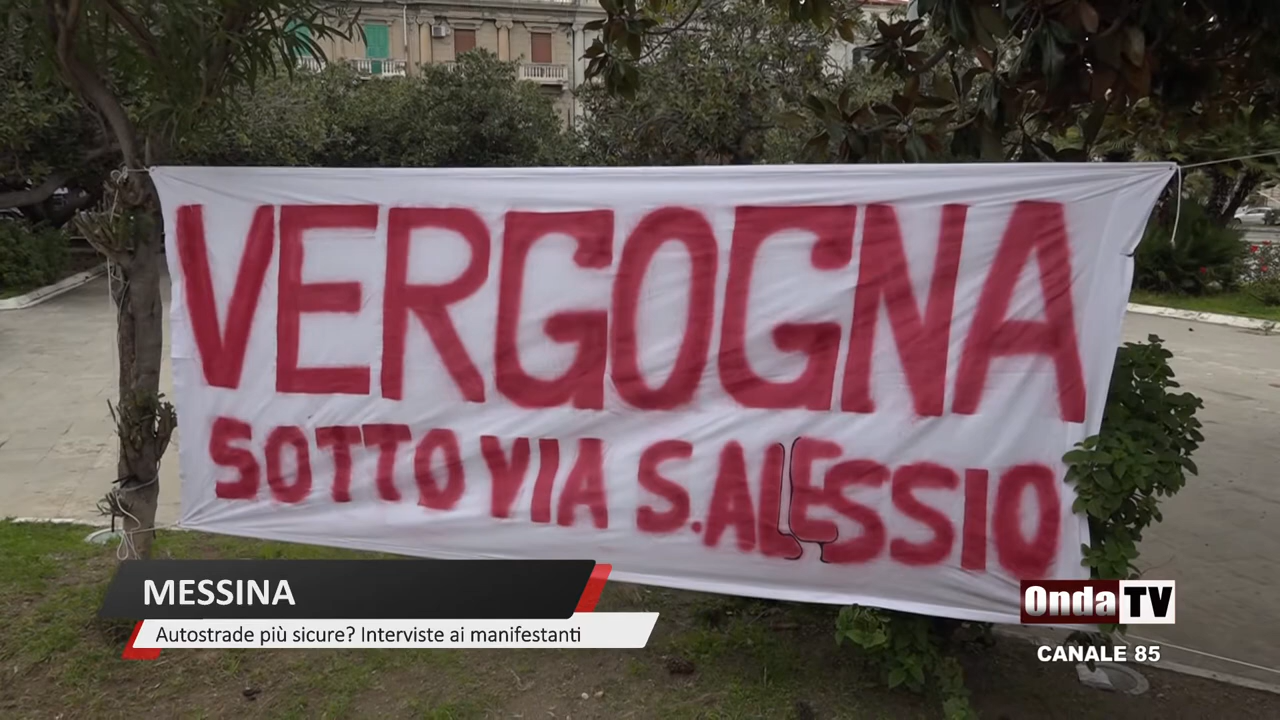 VERGOGNA
SOTTO VIA S.ALESSIO
MESSINA
Autostrade più sicure? Interviste ai manifestanti
OndaTV
CANALE 85